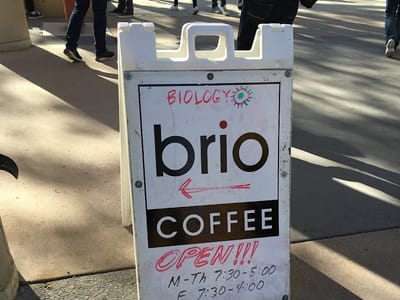 BIOLOGY
brio
COFFEE
OPEN!!!
M-Th 7:30-5:00
F 7:30-4:00